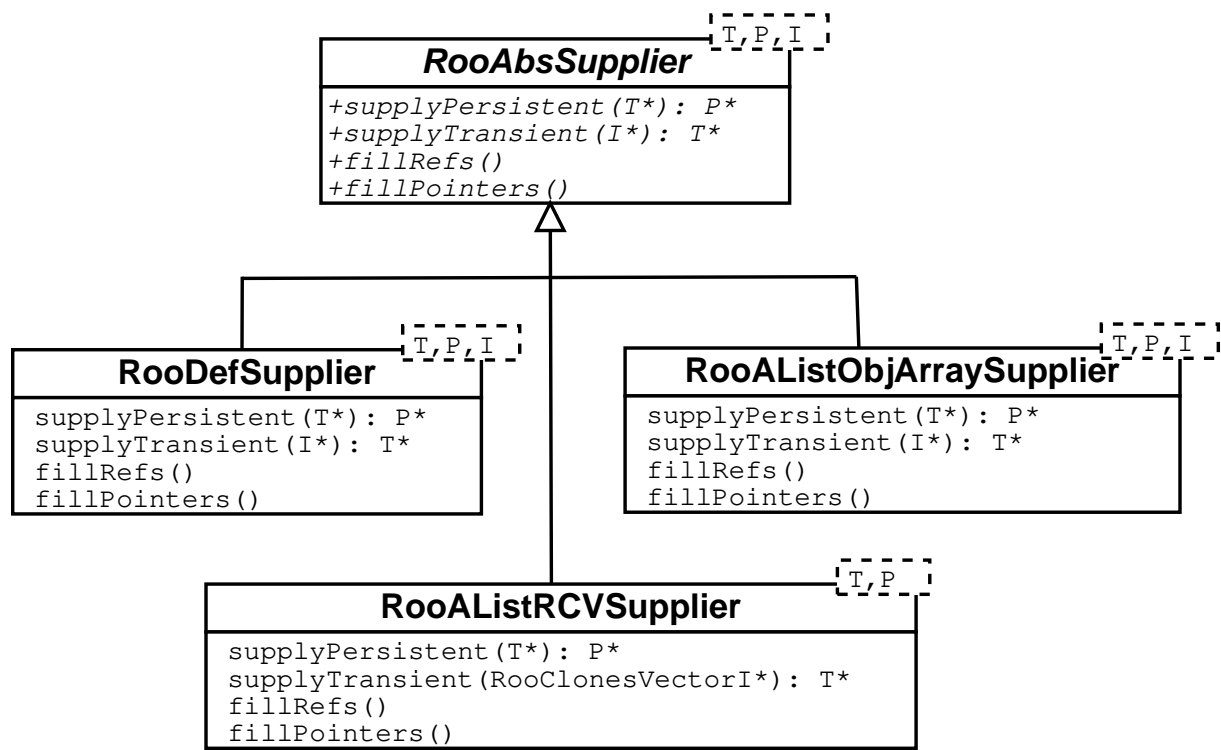 T,P,I
RooAbsSupplier
+supplyPersistent(T*): P*
+supplyTransient(I*): T*
+fillRefs()
+fillPointers()
T,P,I
RooDefSupplier
supplyPersistent(T*): P*
supplyTransient(I*): T*
fillRefs()
fillPointers()
T,P,I
RooAListObjArraySupplier
supplyPersistent(T*): P*
supplyTransient(I*): T*
fillRefs()
fillPointers()
T,P
RooAListRCVSupplier
supplyPersistent(T*): P*
supplyTransient(RooClonesVectorI*): T*
fillRefs()
fillPointers()